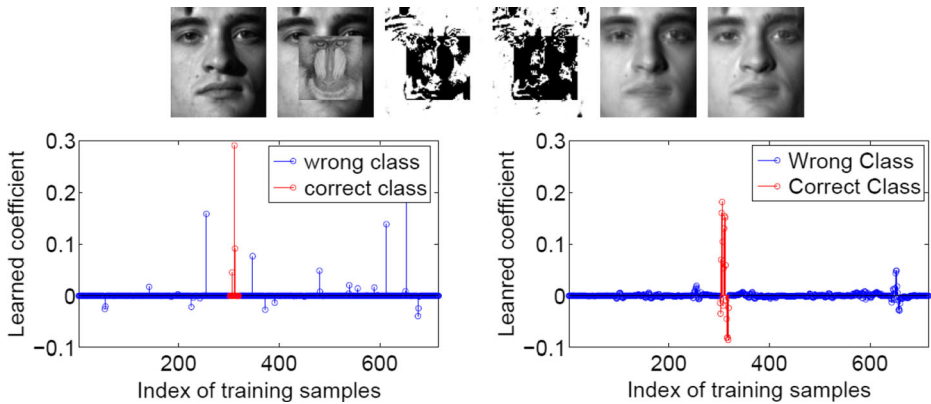 0.3
0.2
0.1
0
−0.1
200
400
600
Learned coefficient
Index of training samples
wrong class
correct class
0.3
0.2
0.1
0
−0.1
200
400
600
Leanred coefficient
Index of training samples
Wrong Class
Correct Class